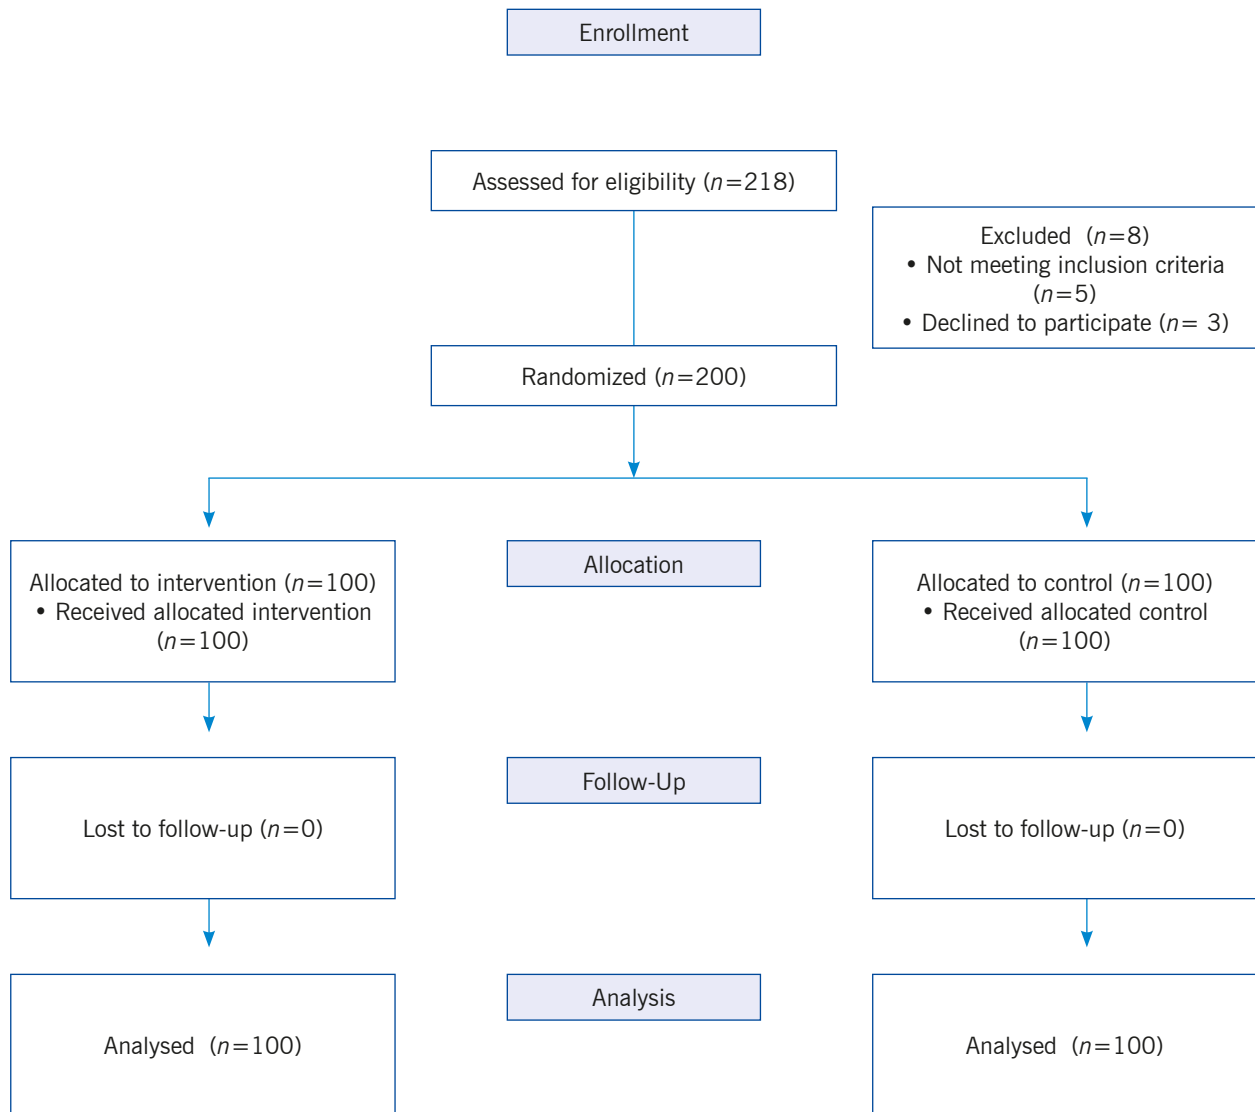 Enrollment
Assessed for eligibility (n=218)
Excluded (n=8)
• Not meeting inclusion criteria
(n=5)
• Declined to participate (n= 3)
Randomized (n=200)
Allocation
Allocated to intervention (n=100)
• Received allocated intervention
(n=100)
Allocated to control (n=100)
• Received allocated control
(n=100)
Follow-Up
Lost to follow-up (n=0)
Lost to follow-up (n=0)
Analysis
Analysed (n=100)
Analysed (n=100)